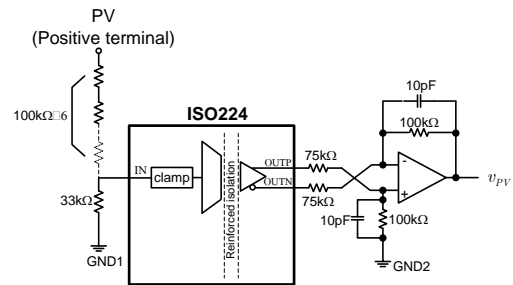 PV
(Positive terminal)
100kΩ□6
33kΩ
GND1
ISO224
IN
clamp
Reinforced isolation
OUTP
OUTN
75kΩ
75kΩ
10pF
100kΩ
-
+
10pF
100kΩ
GND2
v_PV